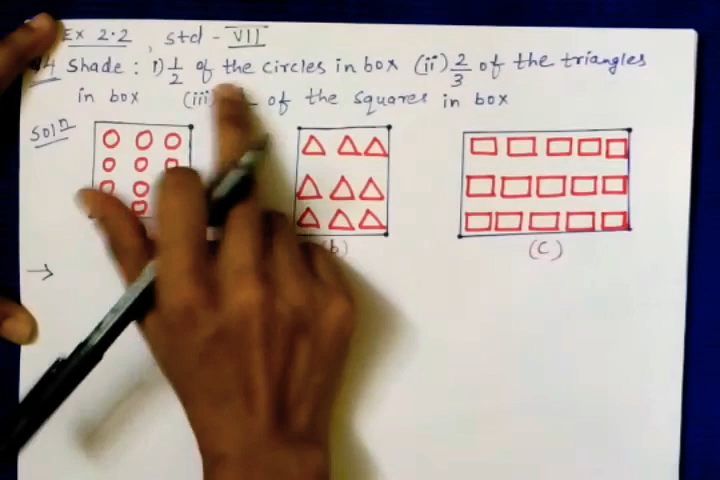 Ex 2.2, std - VII
4 Shade : i) 1/2 of the circles in box (ii) 2/3 of the triangles
in box (iii) of the squares in box
Solⁿ
(b) (C)
→